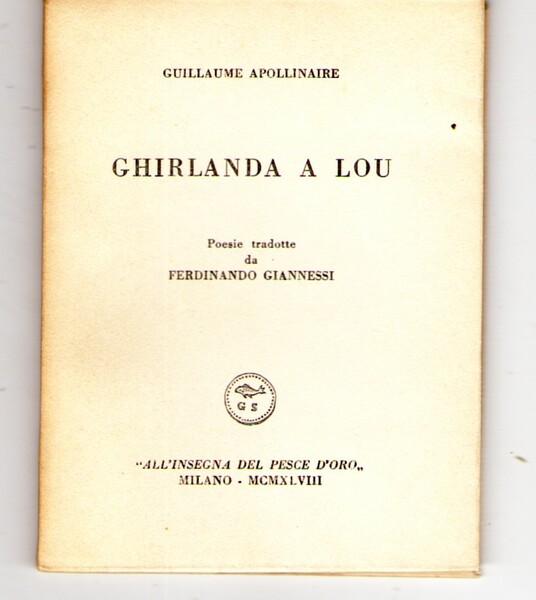 GUILLAUME APOLLINAIRE
GHIRLANDA A LOU
Poesie tradotte
da
FERDINANDO GIANNESSI
G S
“ALL'INSEGNA DEL PESCE D'ORO„
MILANO - MCMXLVIII